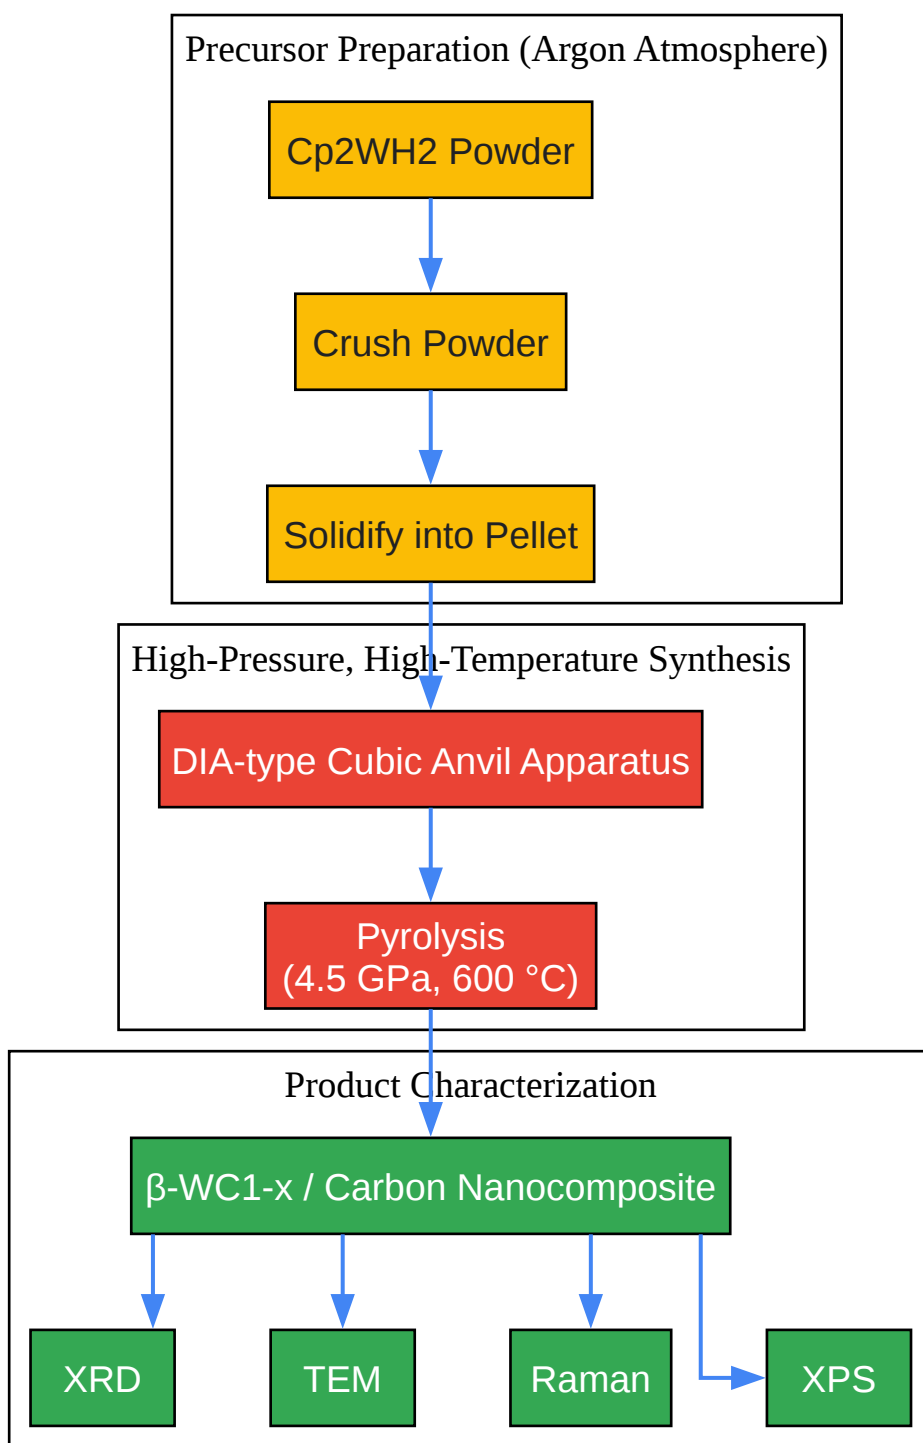 Precursor Preparation (Argon Atmosphere)
Cp2WH2 Powder
Crush Powder
Solidify into Pellet
High-Pressure, High-Temperature Synthesis
DIA-type Cubic Anvil Apparatus
Pyrolysis
(4.5 GPa, 600 °C)
Product Characterization
β-WC1-x / Carbon Nanocomposite
XRD
TEM
Raman
XPS